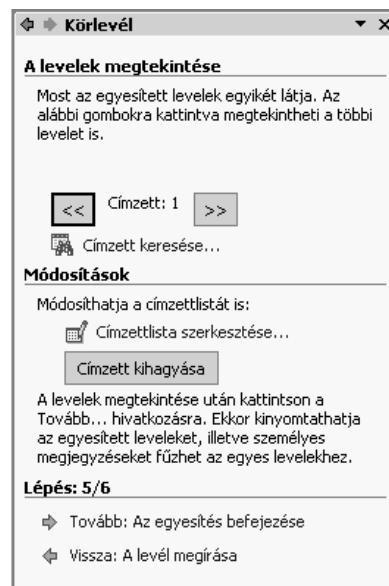 Körlevél
A levelek megtekintése
Most az egyesített levelek egyikét látja. Az
alábbi gombokra kattintva megtekintheti a többi
levelet is.
<< Címzett: 1 >>
Címzett keresése...
Módosítások
Módosíthatja a címzettlistát is:
Címzettlista szerkesztése...
Címzett kihagyása
A levelek megtekintése után kattintson a
Tovább... hivatkozásra. Ekkor kinyomtathatja
az egyesített leveleket, illetve személyes
megjegyzéseket fűzhet az egyes levelekhez.
Lépés: 5/6
Tovább: Az egyesítés befejezése
Vissza: A levél megírása